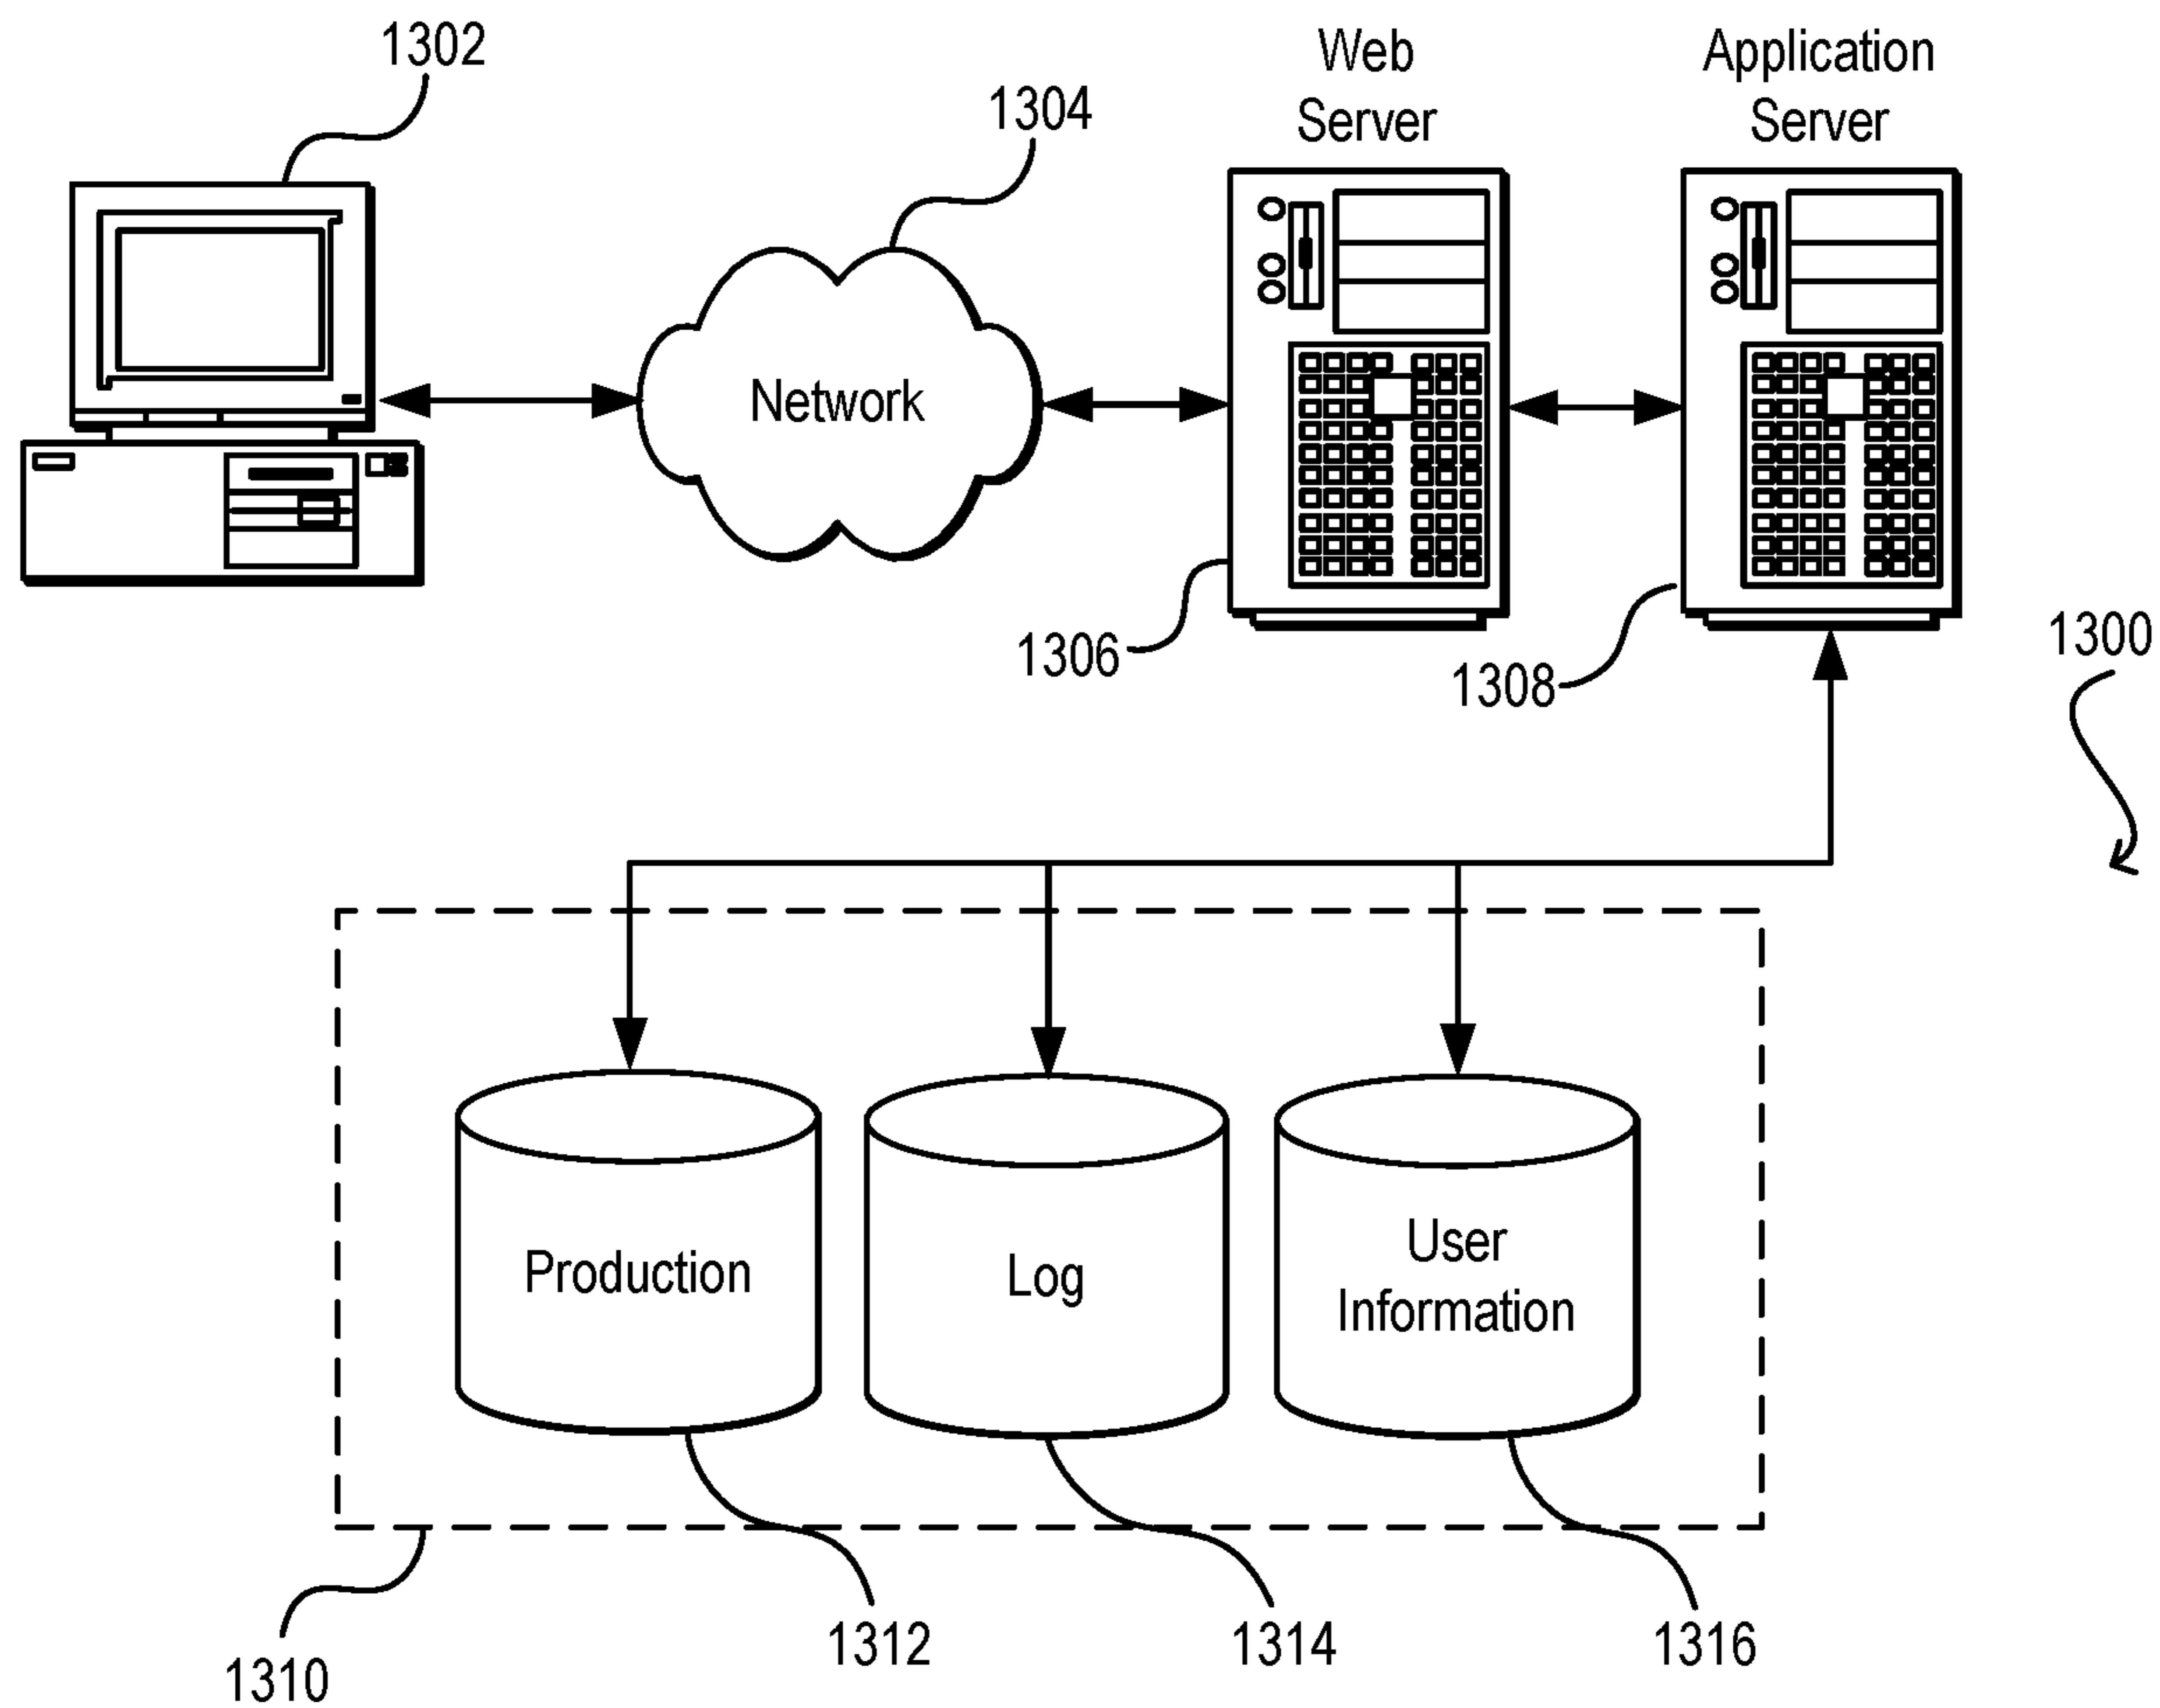 1302
1304
Web
Server
Application
Server
Network
1306
1308
1300
Production
Log
User
Information
1310
1312
1314
1316